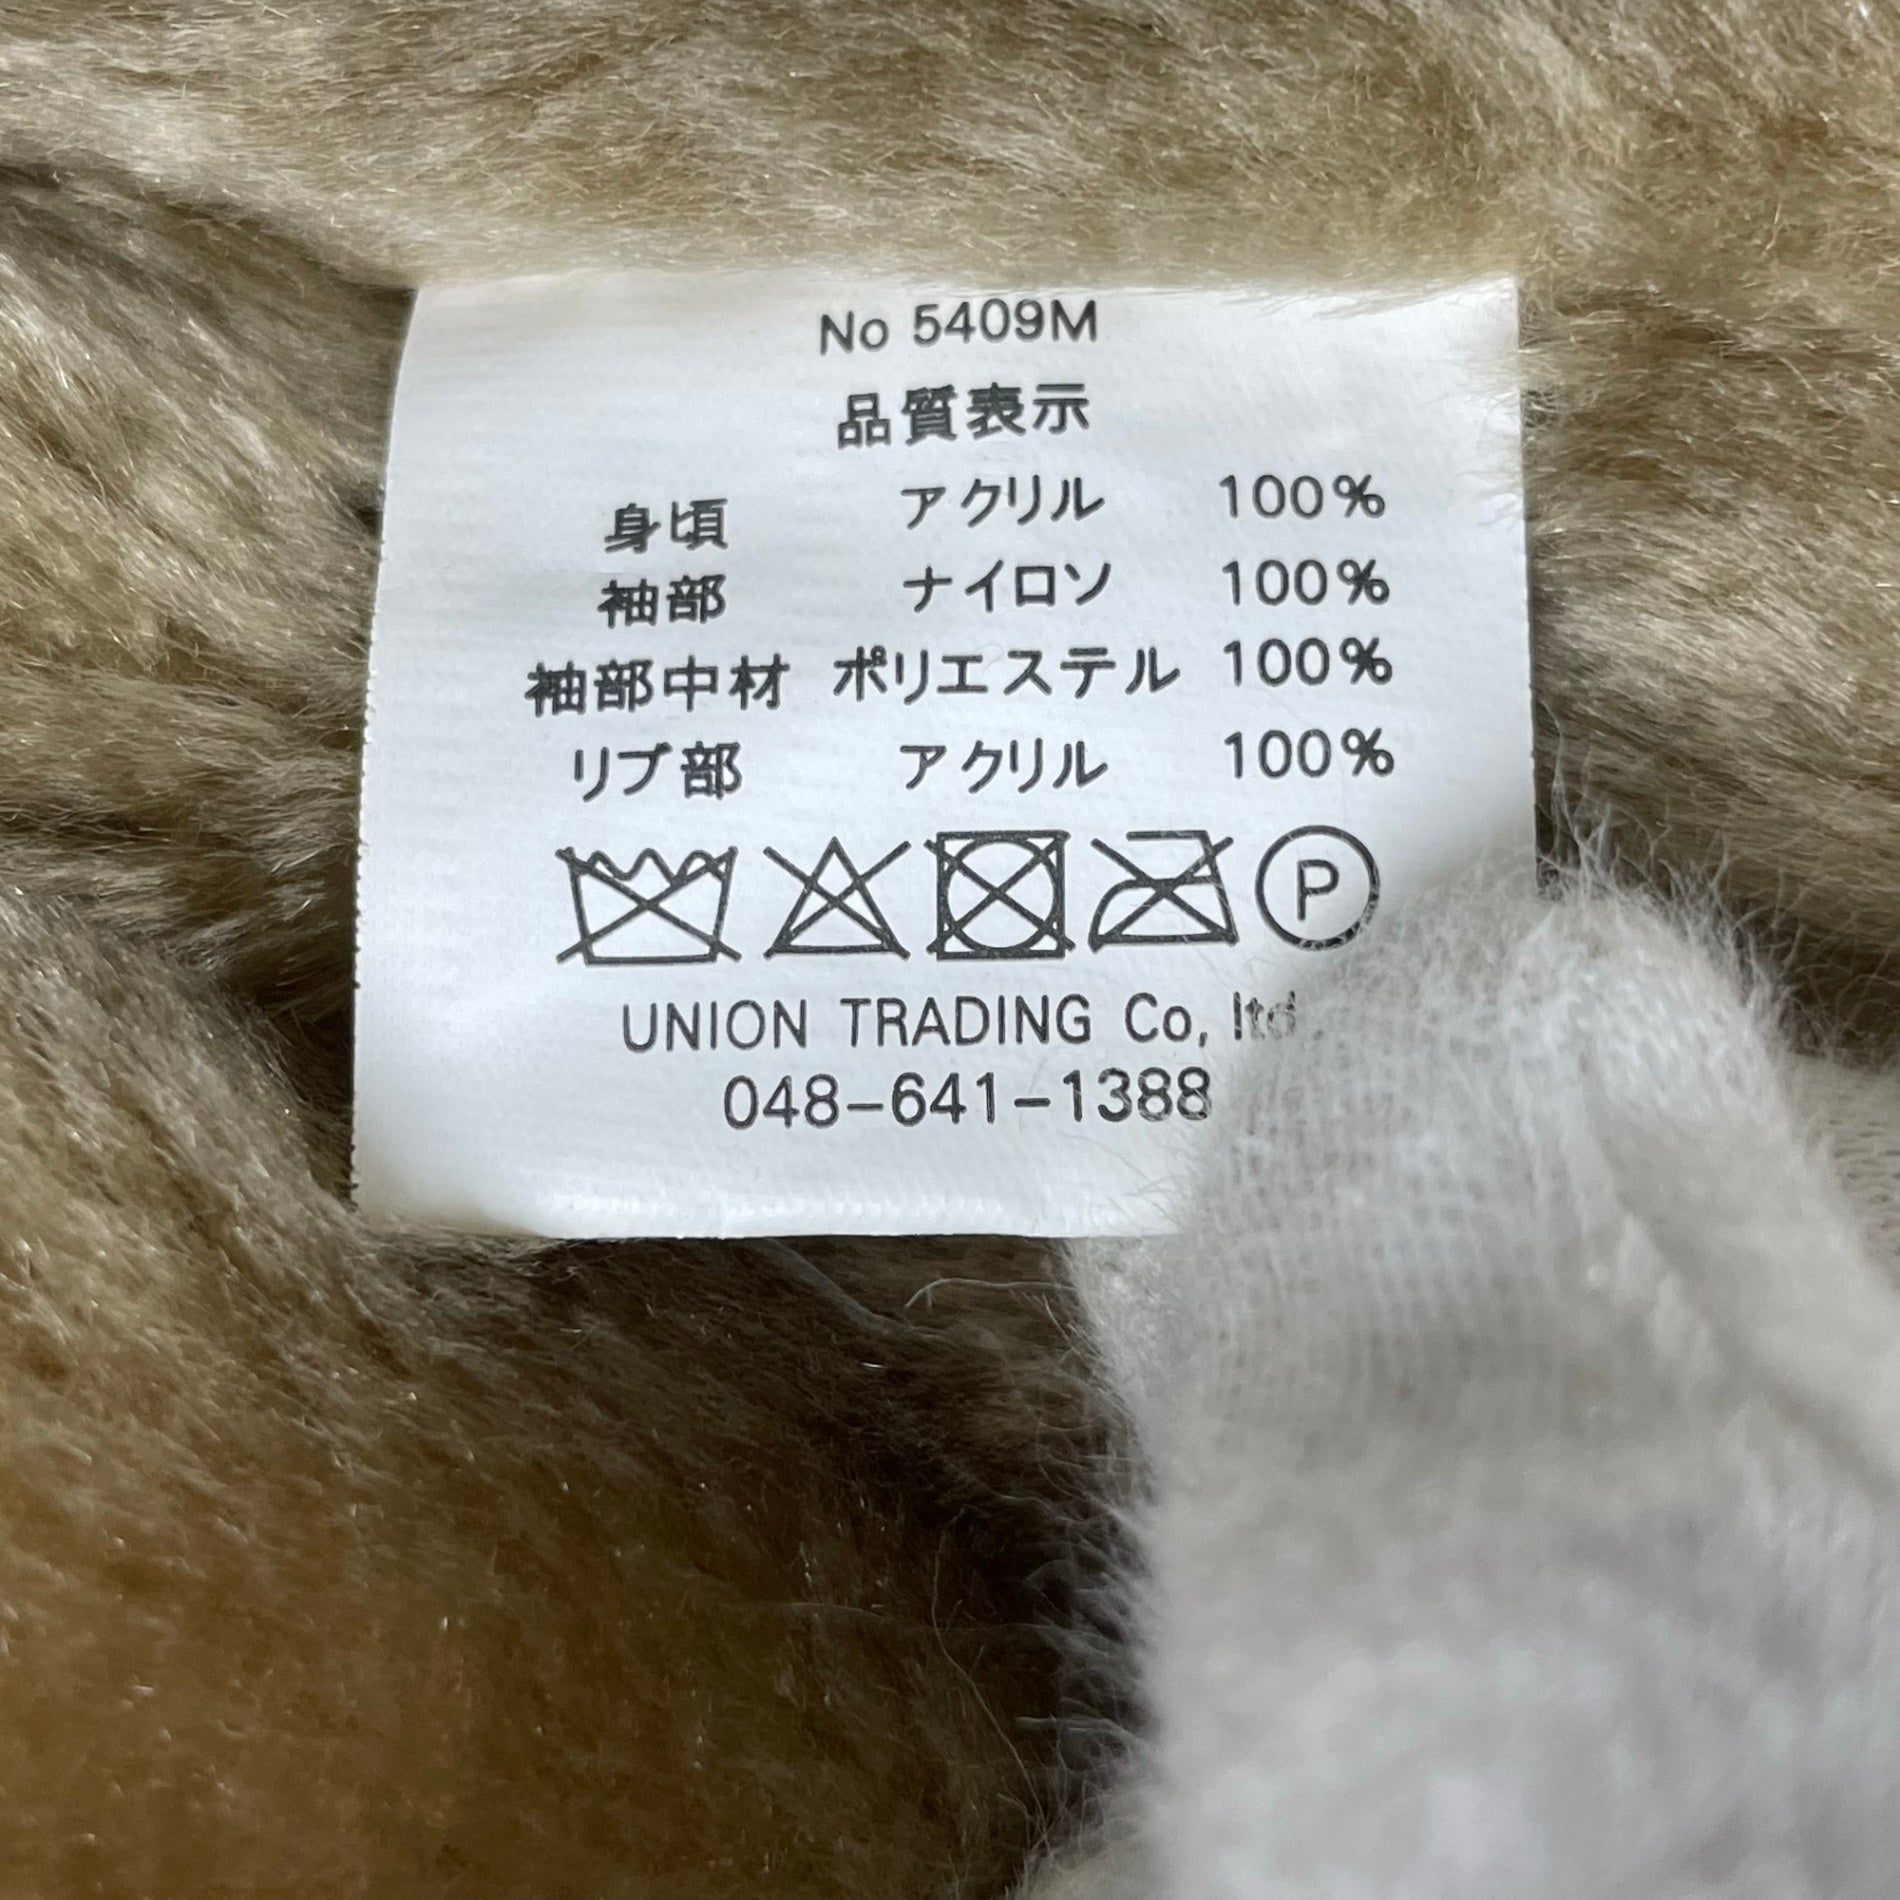 No 5409M
品質表示
身頃 アクリル 100%
袖部 ナイロン 100%
袖部中材 ポリエステル 100%
リブ部 アクリル 100%
P
UNION TRADING Co, ltd
048-641-1388